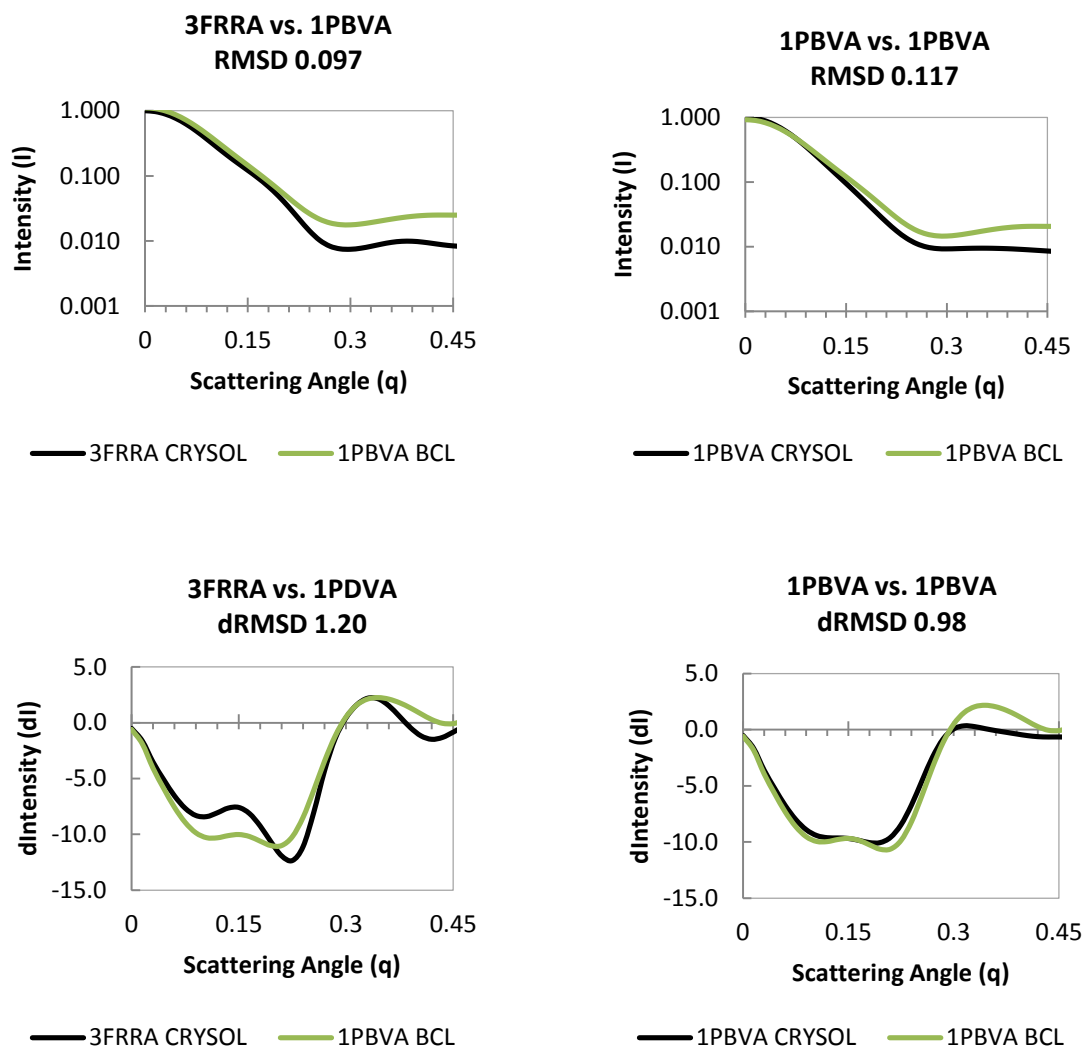 3FRRA vs. 1PBVA
RMSD 0.097
1.000
0.100
0.010
0.001
Intensity (I)
0 0.15 0.3 0.45
Scattering Angle (q)
3FRRA CRYSOL 1PBVA BCL
1PBVA vs. 1PBVA
RMSD 0.117
1.000
0.100
0.010
0.001
Intensity (I)
0 0.15 0.3 0.45
Scattering Angle (q)
1PBVA CRYSOL 1PBVA BCL
3FRRA vs. 1PDVA
dRMSD 1.20
5.0
0.0
-5.0
-10.0
-15.0
dIntensity (dI)
0 0.15 0.3 0.45
Scattering Angle (q)
3FRRA CRYSOL 1PBVA BCL
1PBVA vs. 1PBVA
dRMSD 0.98
5.0
0.0
-5.0
-10.0
-15.0
dIntensity (dI)
0 0.15 0.3 0.45
Scattering Angle (q)
1PBVA CRYSOL 1PBVA BCL